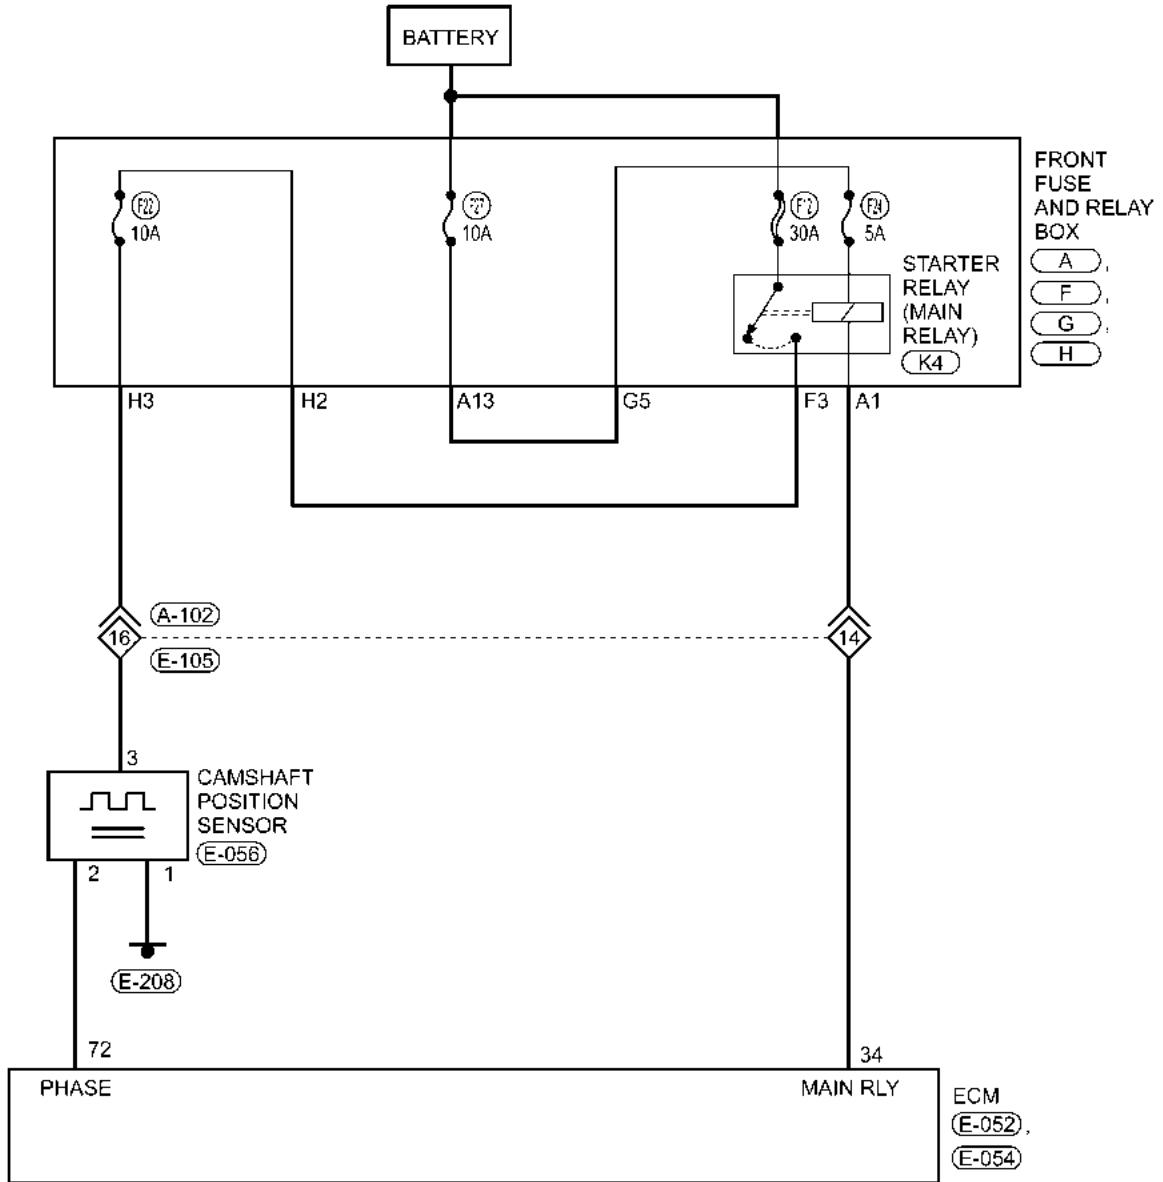 BATTERY
FRONT
FUSE
AND RELAY
BOX
A ,
F ,
G ,
H
F22
10A
F27
10A
F12
30A
F24
5A
STARTER
RELAY
(MAIN
RELAY)
K4
H3
H2
A13
G5
F3
A1
A-102
16
14
E-105
3
CAMSHAFT
POSITION
SENSOR
E-056
2
1
E-208
72
34
PHASE
MAIN RLY
ECM
E-052 ,
E-054